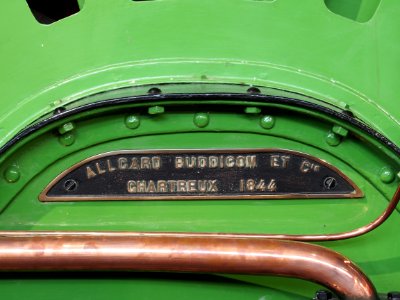 ALLCARD BUDDICOM ET Cie
CHARTREUX 1844